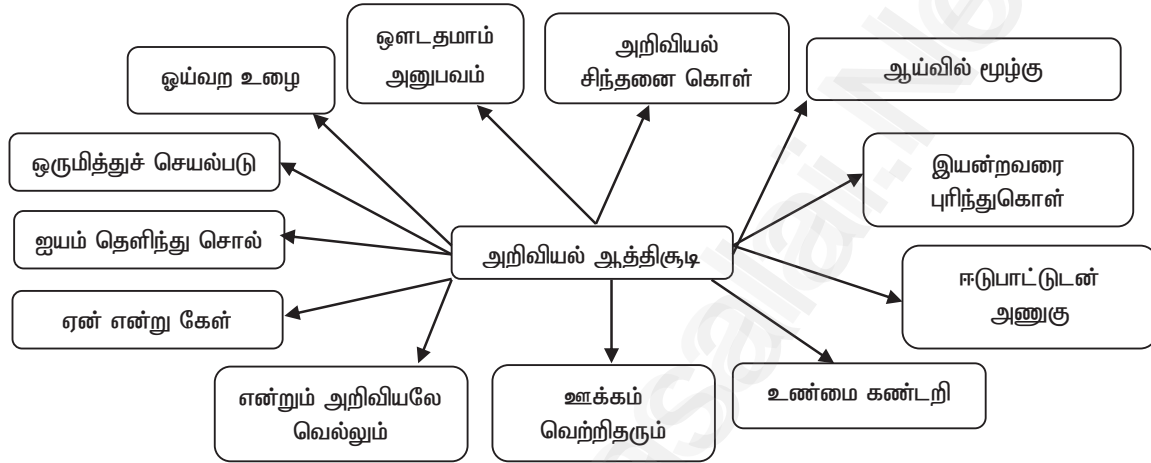 ஔடதமாம்
அனுபவம்
அறிவியல்
சிந்தனை கொள்
ஆய்வில் மூழ்கு
ஓய்வற உழை
ஒருமித்துச் செயல்படு
இயன்றவரை
புரிந்துகொள்
ஐயம் தெளிந்து சொல்
அறிவியல் ஆத்திசூடி
ஈடுபாட்டுடன்
அணுகு
ஏன் என்று கேள்
என்றும் அறிவியலே
வெல்லும்
ஊக்கம்
வெற்றிதரும்
உண்மை கண்டறி